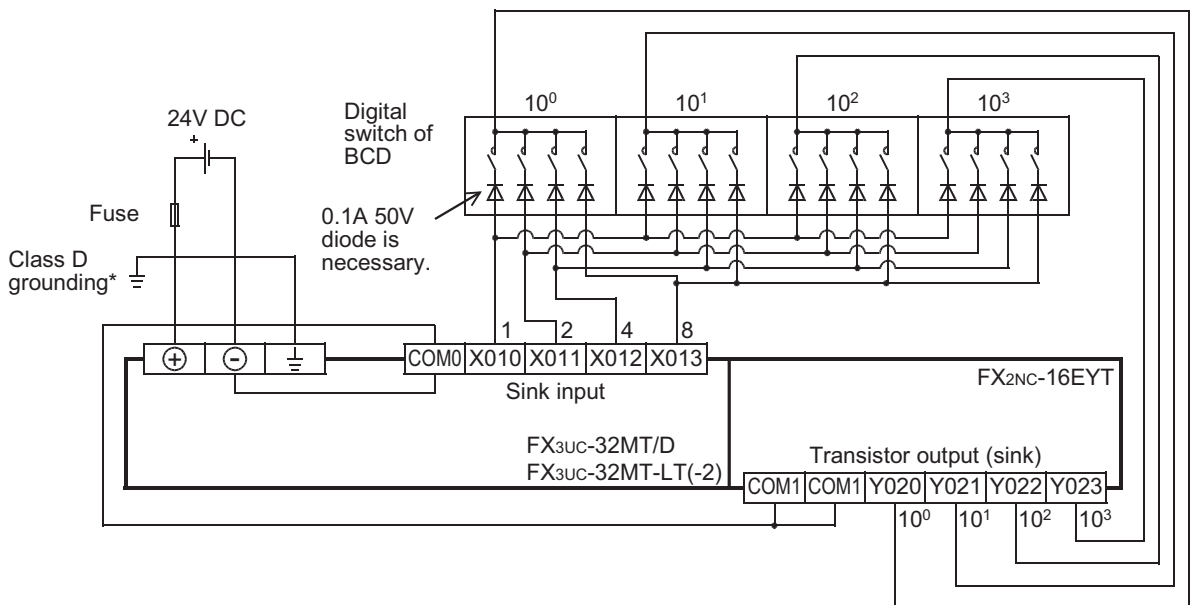 10⁰ 10¹ 10² 10³
Digital
switch of
BCD
24V DC
+
Fuse
0.1A 50V
diode is
necessary.
Class D
grounding*
1 2 4 8
+ - COM0 X010 X011 X012 X013
Sink input
FX2NC-16EYT
FX3UC-32MT/D
FX3UC-32MT-LT(-2)
Transistor output (sink)
COM1 COM1 Y020 Y021 Y022 Y023
10⁰ 10¹ 10² 10³